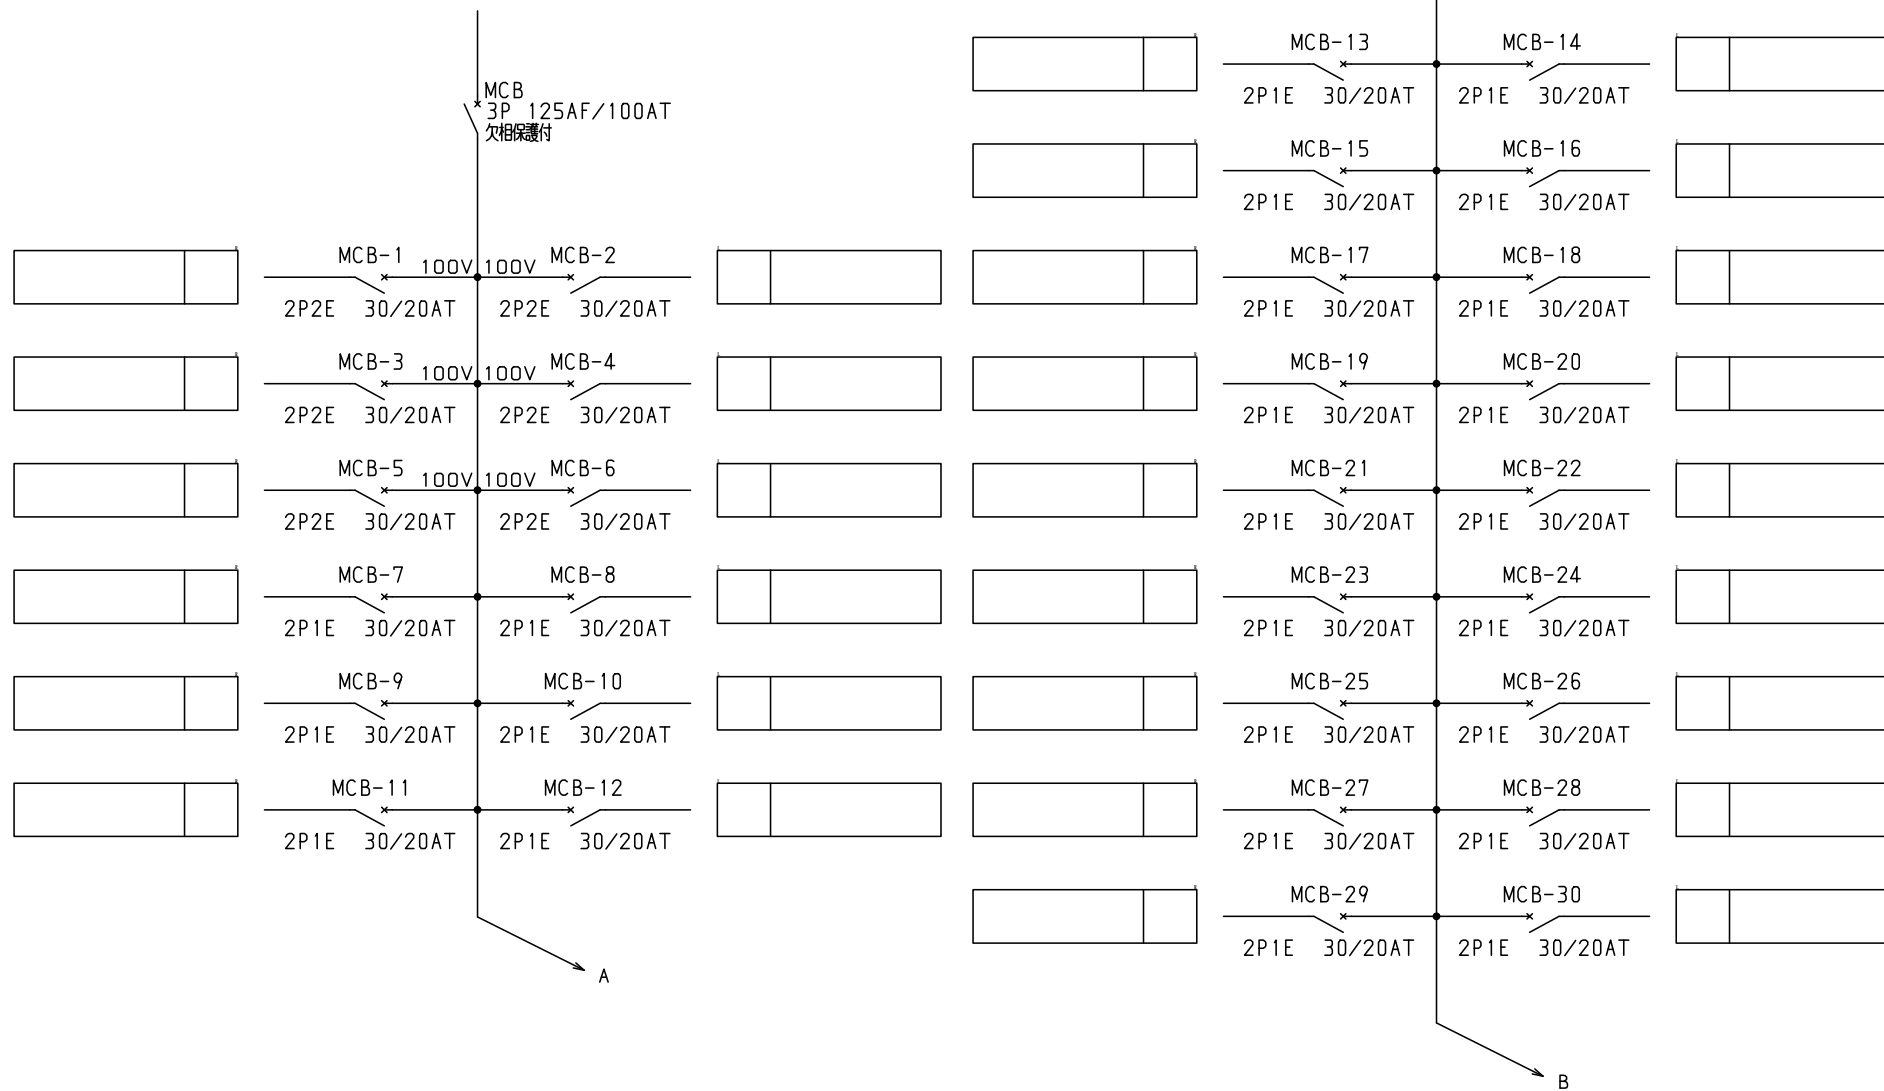 MCB
3P 125AF/100AT
欠相保護付
MCB-1 100V 100V MCB-2
2P2E 30/20AT 2P2E 30/20AT
MCB-3 100V 100V MCB-4
2P2E 30/20AT 2P2E 30/20AT
MCB-5 100V 100V MCB-6
2P2E 30/20AT 2P2E 30/20AT
MCB-7 MCB-8
2P1E 30/20AT 2P1E 30/20AT
MCB-9 MCB-10
2P1E 30/20AT 2P1E 30/20AT
MCB-11 MCB-12
2P1E 30/20AT 2P1E 30/20AT
A
MCB-13 MCB-14
2P1E 30/20AT 2P1E 30/20AT
MCB-15 MCB-16
2P1E 30/20AT 2P1E 30/20AT
MCB-17 MCB-18
2P1E 30/20AT 2P1E 30/20AT
MCB-19 MCB-20
2P1E 30/20AT 2P1E 30/20AT
MCB-21 MCB-22
2P1E 30/20AT 2P1E 30/20AT
MCB-23 MCB-24
2P1E 30/20AT 2P1E 30/20AT
MCB-25 MCB-26
2P1E 30/20AT 2P1E 30/20AT
MCB-27 MCB-28
2P1E 30/20AT 2P1E 30/20AT
MCB-29 MCB-30
2P1E 30/20AT 2P1E 30/20AT
B